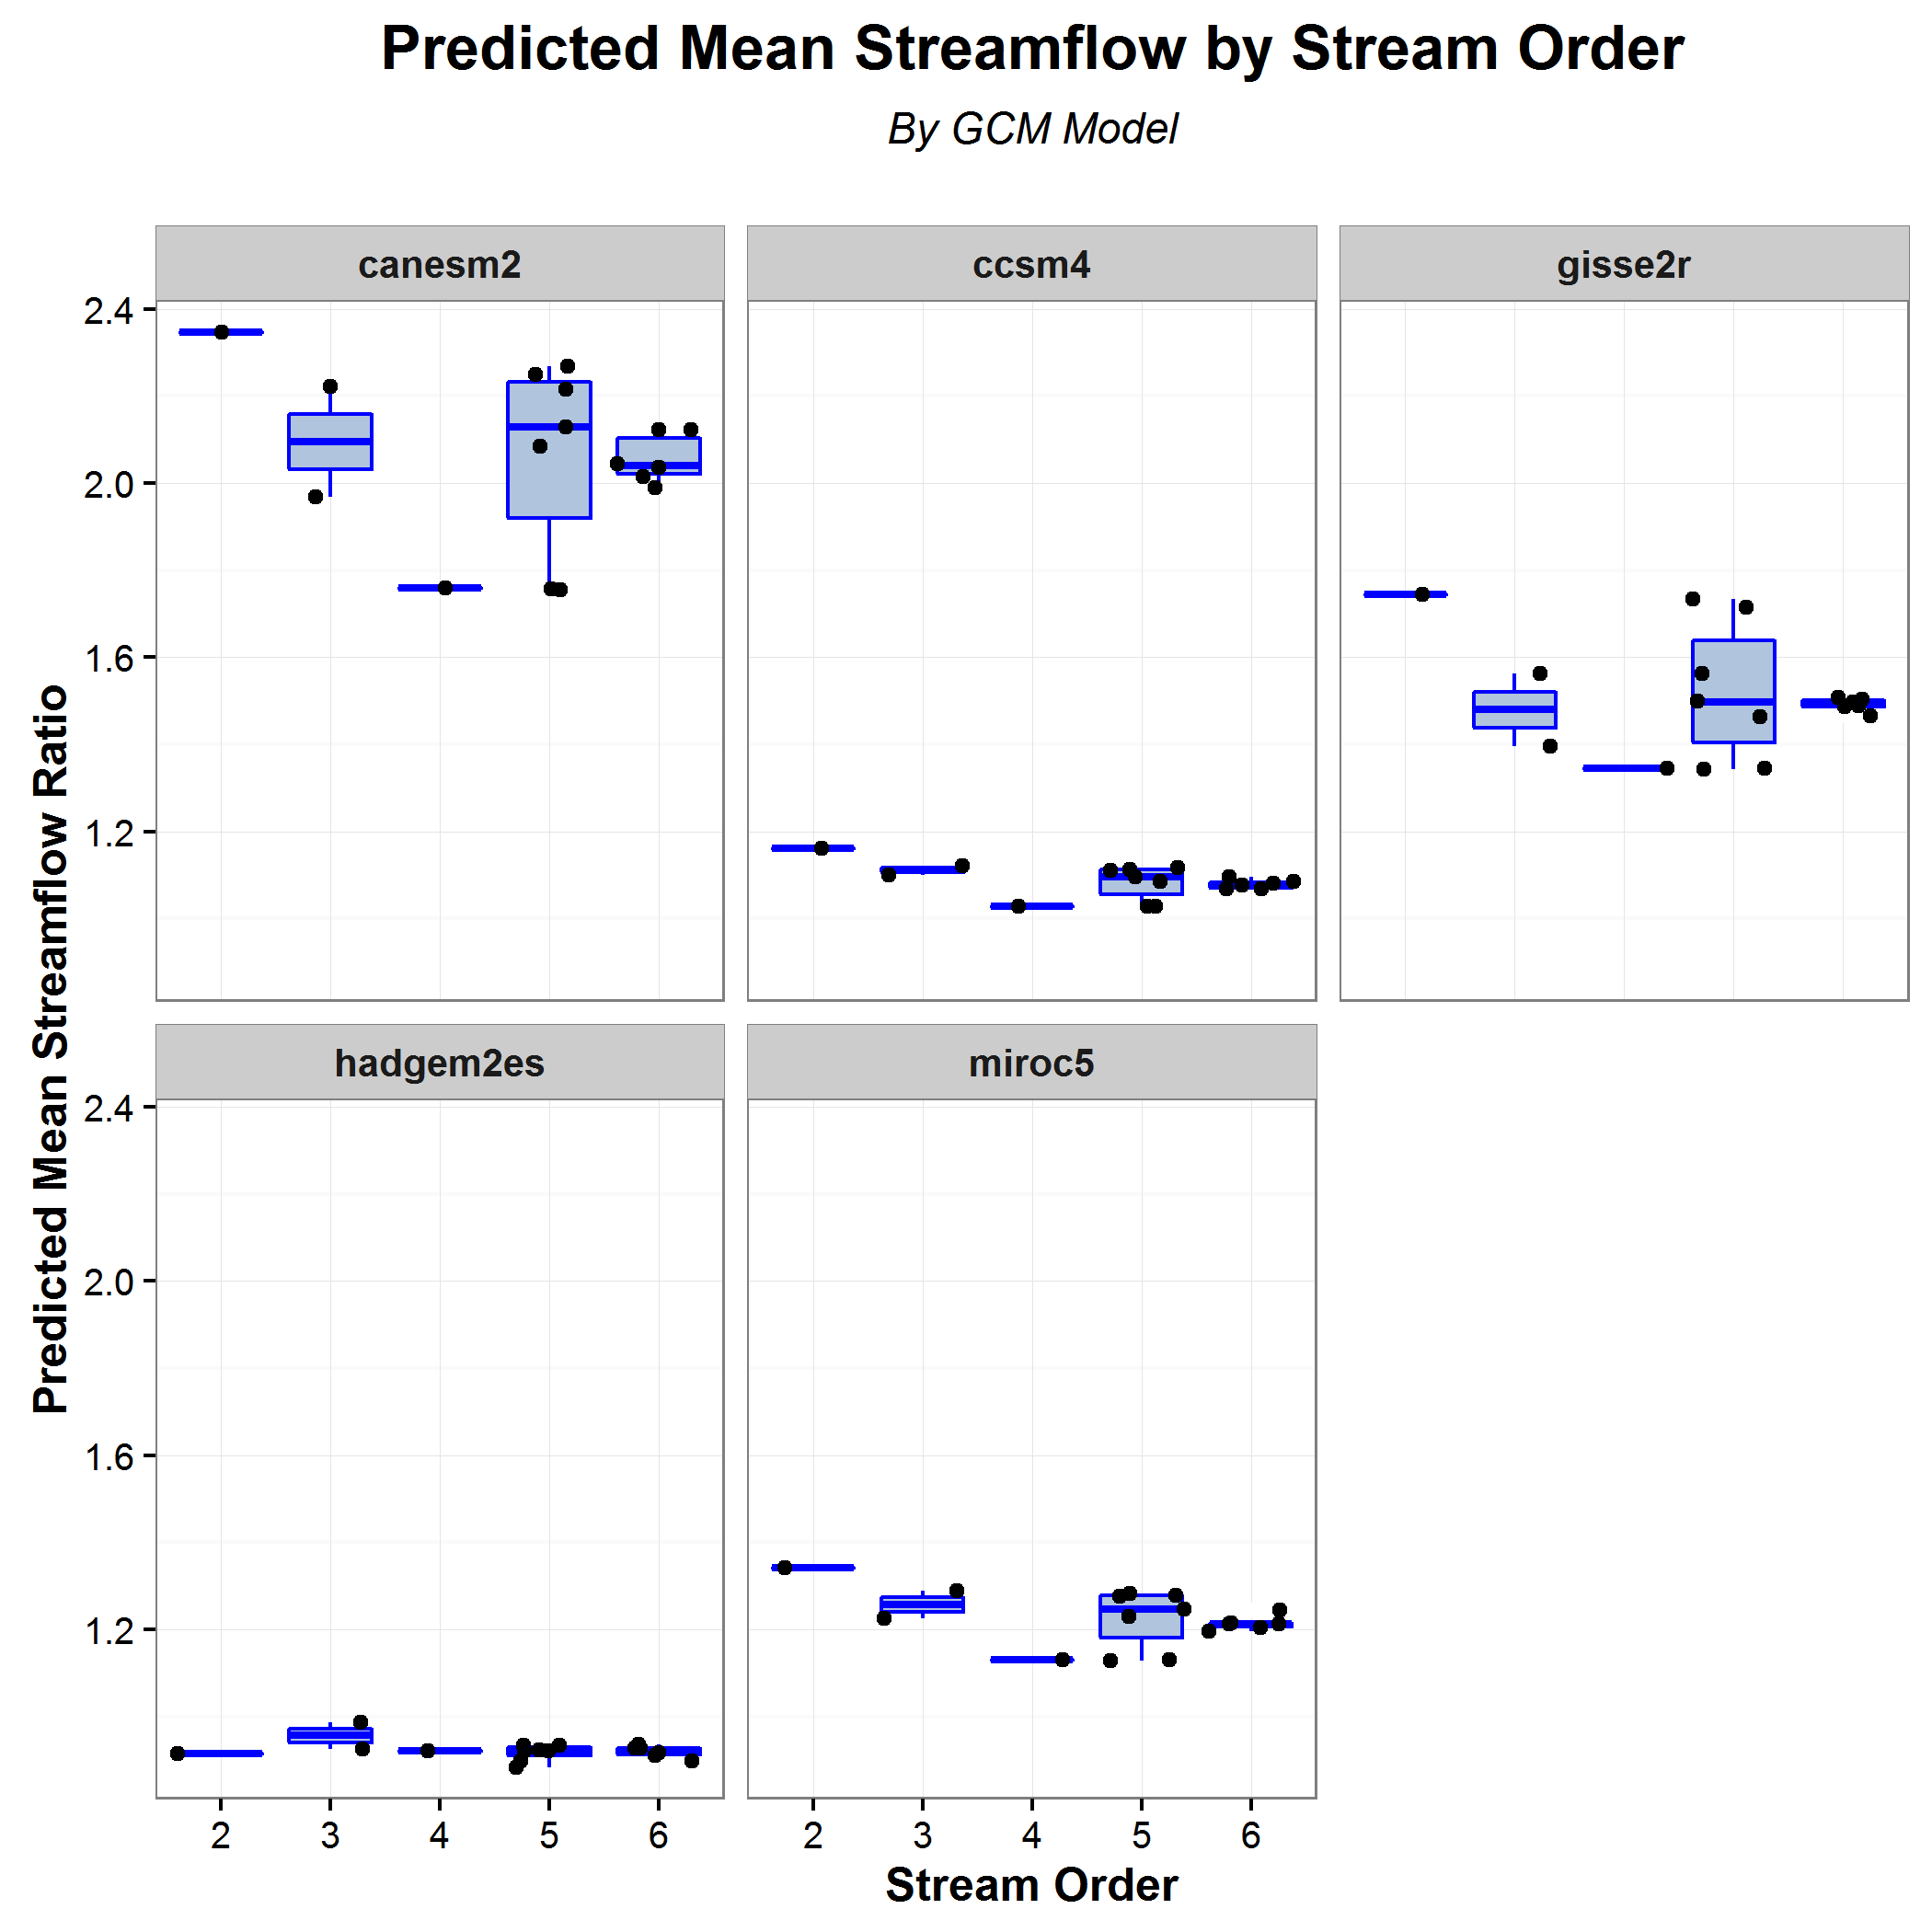 Predicted Mean Streamflow by Stream Order
By GCM Model
canesm2
ccsm4
gisse2r
2.4
2.0
1.6
1.2
Predicted Mean Streamflow Ratio
hadgem2es
miroc5
2.4
2.0
1.6
1.2
2 3 4 5 6
2 3 4 5 6
Stream Order